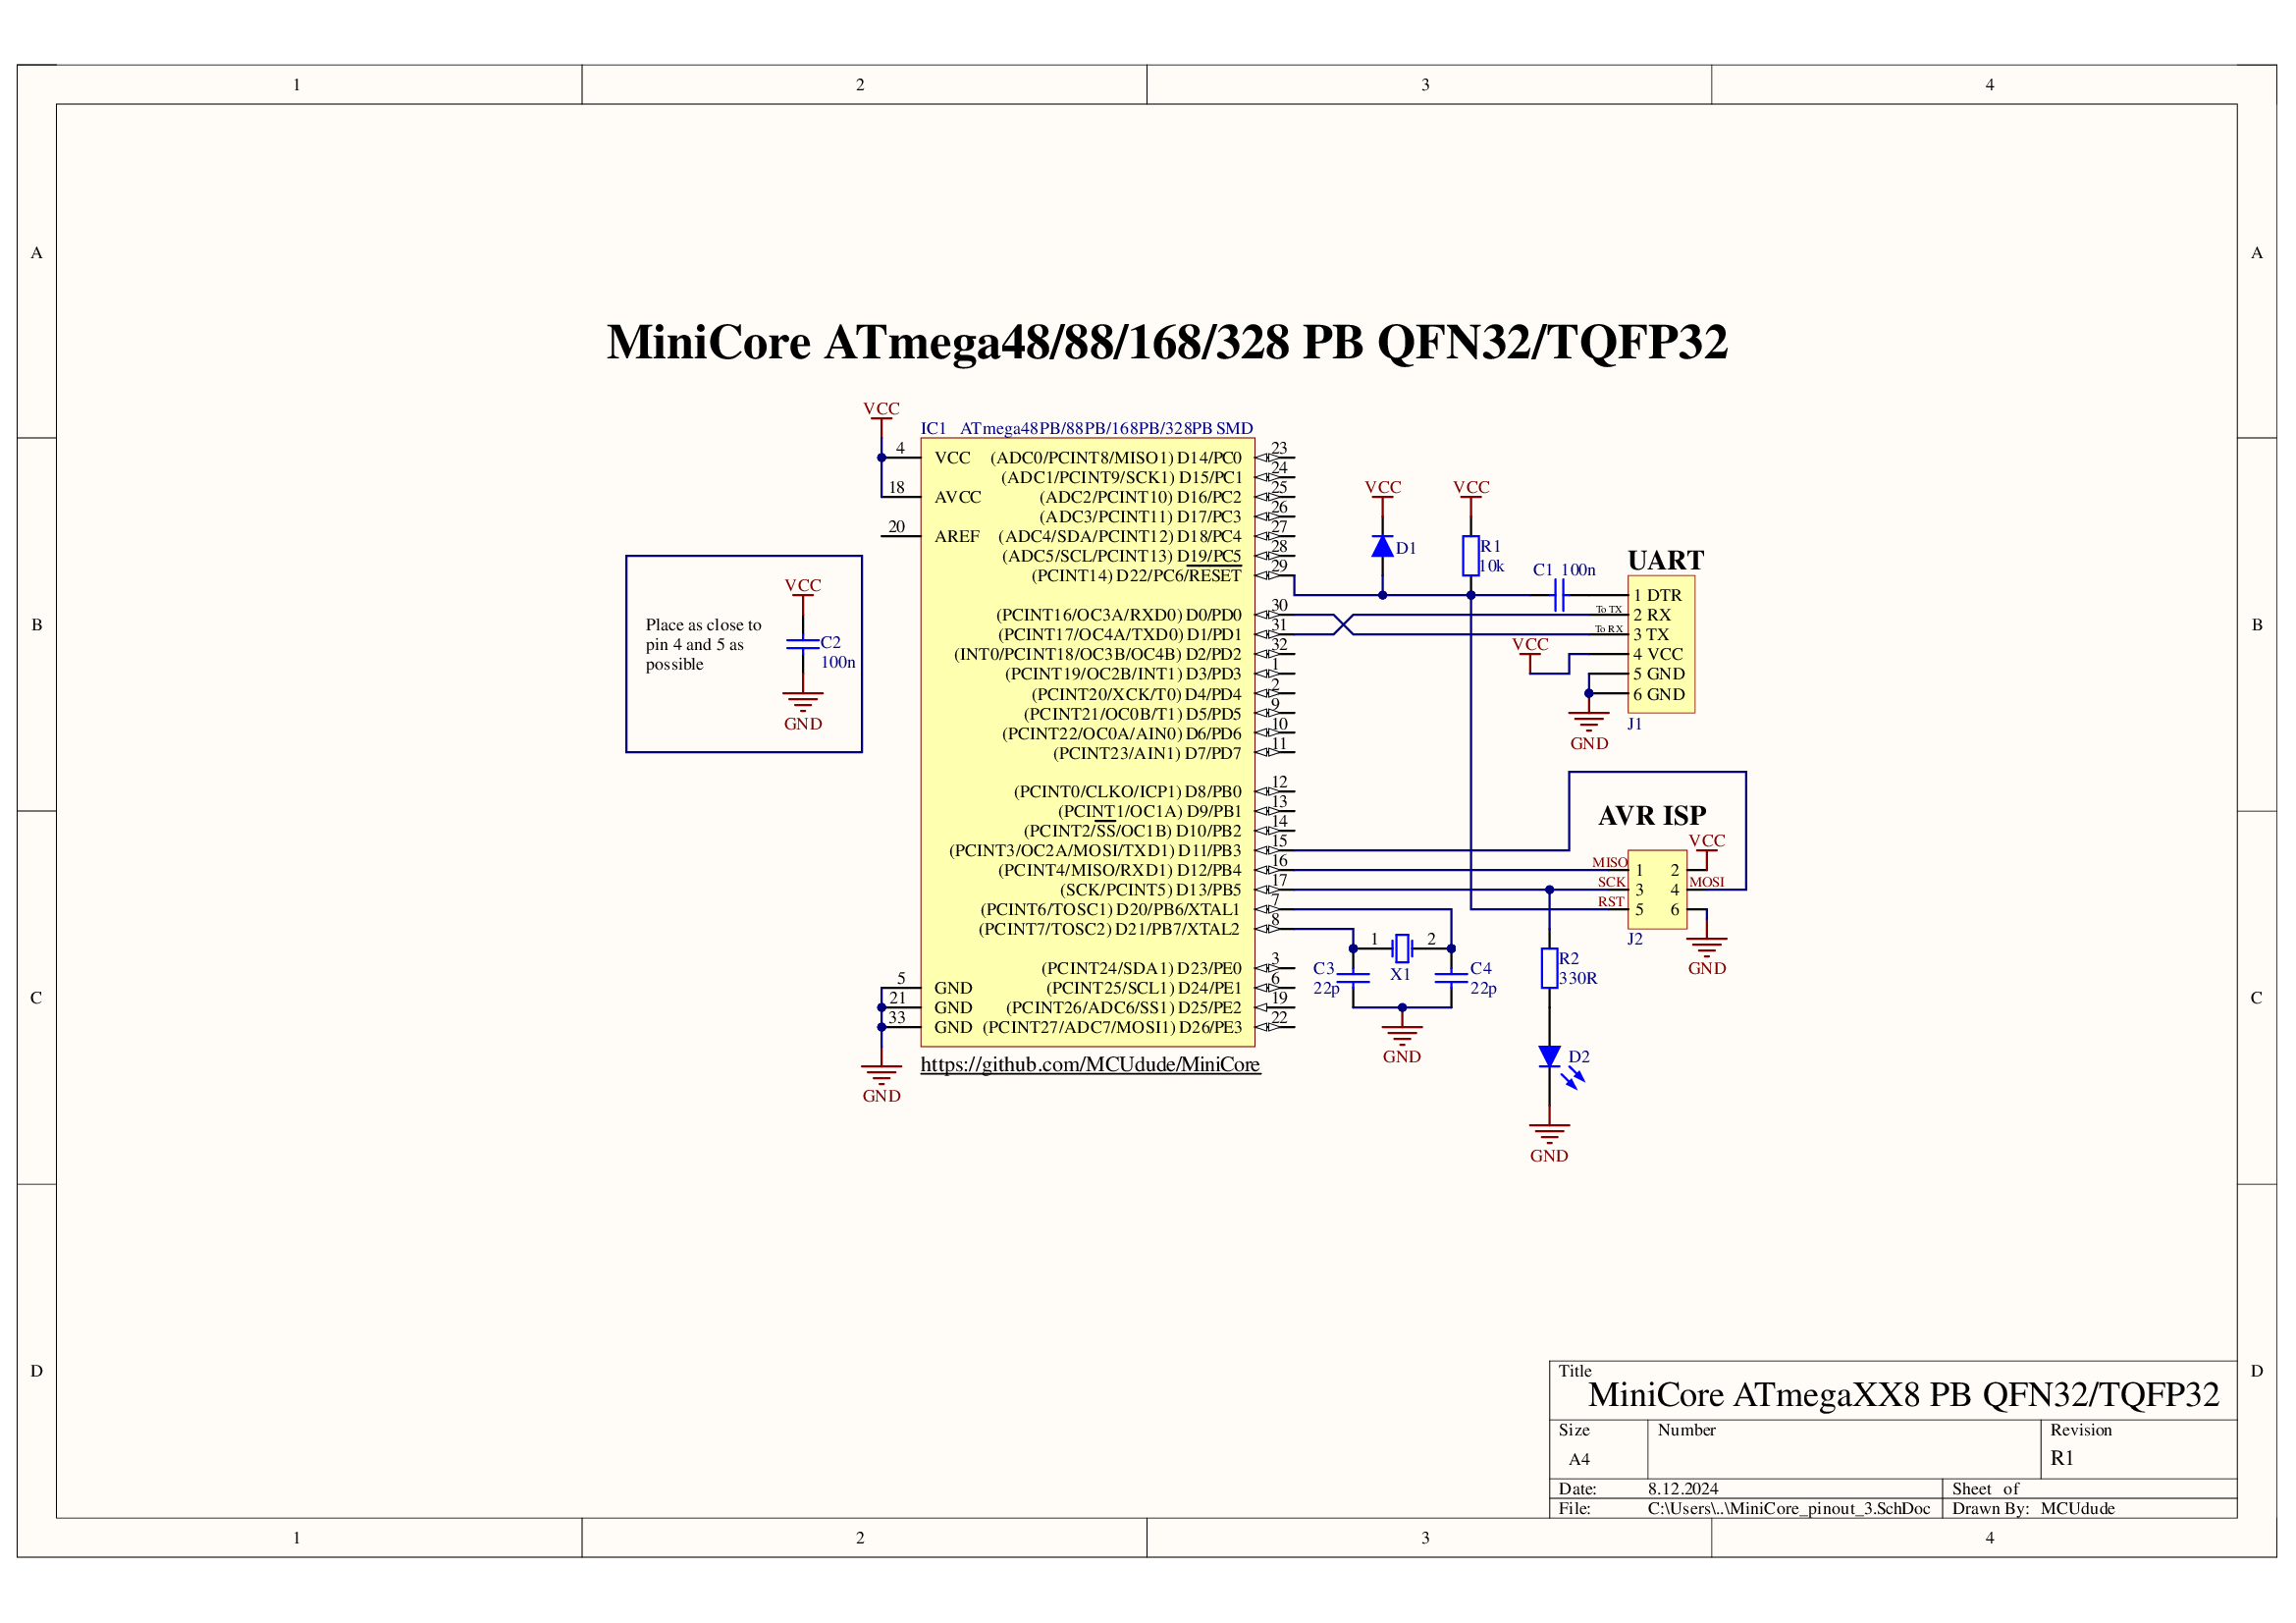 1 2 3 4
A A
B B
C C
D D
MiniCore ATmega48/88/168/328 PB QFN32/TQFP32
VCC
IC1 ATmega48PB/88PB/168PB/328PB SMD
4 VCC (ADC0/PCINT8/MISO1) D14/PC0 23
(ADC1/PCINT9/SCK1) D15/PC1 24
18 AVCC (ADC2/PCINT10) D16/PC2 25
(ADC3/PCINT11) D17/PC3 26
20 AREF (ADC4/SDA/PCINT12) D18/PC4 27
(ADC5/SCL/PCINT13) D19/PC5 28
(PCINT14) D22/PC6/RESET 29
(PCINT16/OC3A/RXD0) D0/PD0 30
(PCINT17/OC4A/TXD0) D1/PD1 31
(INT0/PCINT18/OC3B/OC4B) D2/PD2 32
(PCINT19/OC2B/INT1) D3/PD3 1
(PCINT20/XCK/T0) D4/PD4 2
(PCINT21/OC0B/T1) D5/PD5 9
(PCINT22/OC0A/AIN0) D6/PD6 10
(PCINT23/AIN1) D7/PD7 11
(PCINT0/CLKO/ICP1) D8/PB0 12
(PCINT1/OC1A) D9/PB1 13
(PCINT2/SS/OC1B) D10/PB2 14
(PCINT3/OC2A/MOSI/TXD1) D11/PB3 15
(PCINT4/MISO/RXD1) D12/PB4 16
(SCK/PCINT5) D13/PB5 17
(PCINT6/TOSC1) D20/PB6/XTAL1 7
(PCINT7/TOSC2) D21/PB7/XTAL2 8
(PCINT24/SDA1) D23/PE0 3
5 GND (PCINT25/SCL1) D24/PE1 6
21 GND (PCINT26/ADC6/SS1) D25/PE2 19
33 GND (PCINT27/ADC7/MOSI1) D26/PE3 22
GND
https://github.com/MCUdude/MiniCore
VCC
Place as close to
pin 4 and 5 as
possible
C2
100n
GND
VCC VCC
D1
R1
10k
C1 100n
UART
1 DTR
To TX 2 RX
To RX 3 TX
VCC 4 VCC
5 GND
6 GND
J1
GND
AVR ISP
VCC
MISO 1 2
SCK 3 4 MOSI
RST 5 6
J2
GND
1 2
X1
C3
22p
C4
22p
GND
R2
330R
D2
GND
Title
MiniCore ATmegaXX8 PB QFN32/TQFP32
Size Number Revision
A4 R1
Date: 8.12.2024 Sheet of
File: C:\Users\..\MiniCore_pinout_3.SchDoc Drawn By: MCUdude
1 2 3 4